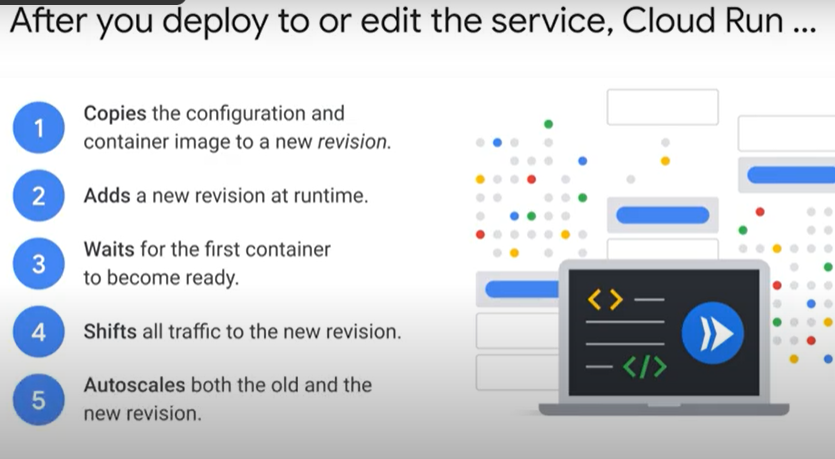 After you deploy to or edit the service, Cloud Run ...
1
Copies the configuration and
container image to a new revision.
2
Adds a new revision at runtime.
3
Waits for the first container
to become ready.
4
Shifts all traffic to the new revision.
5
Autoscales both the old and the
new revision.
< >
</>